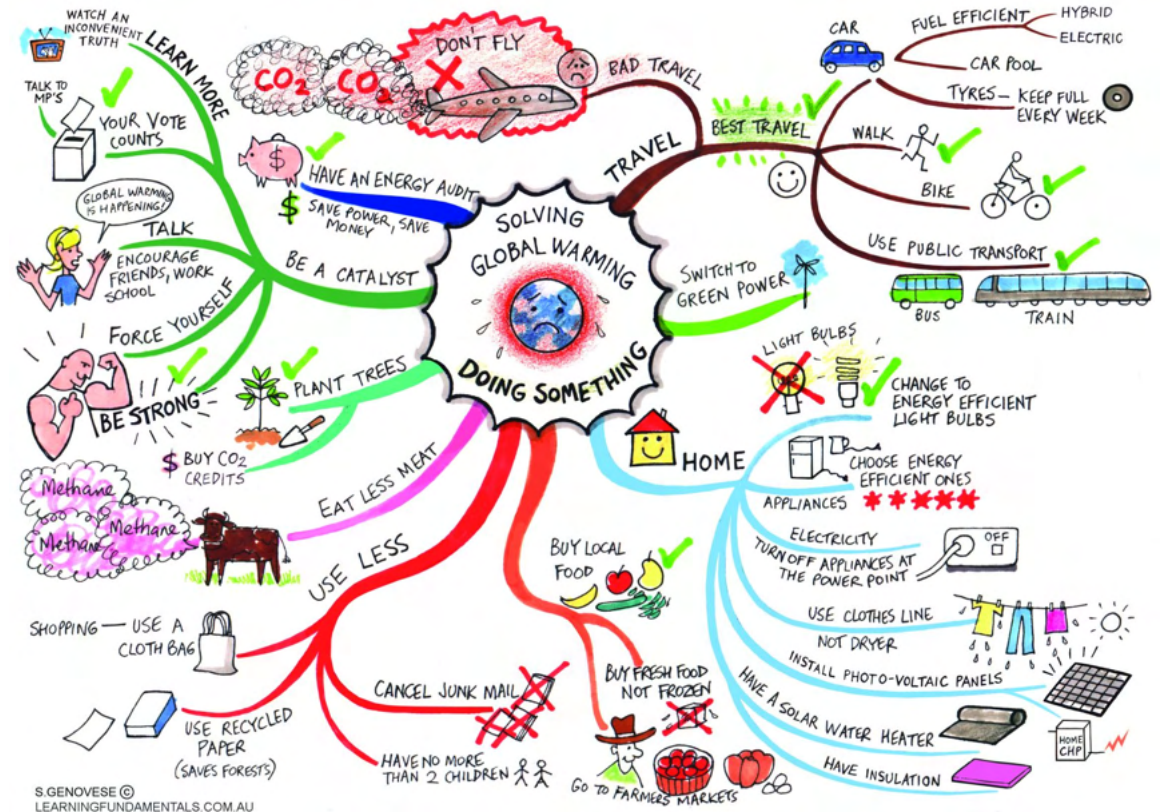 SOLVING
GLOBAL WARMING
DOING SOMETHING
WATCH AN
INCONVENIENT
TRUTH
LEARN MORE
TALK TO
MP'S
YOUR VOTE
COUNTS
GLOBAL WARMING
IS HAPPENING!
TALK
ENCOURAGE
FRIENDS, WORK
SCHOOL
FORCE YOURSELF
BE STRONG
BE A CATALYST
$
HAVE AN ENERGY AUDIT
$ SAVE POWER, SAVE
MONEY
CO2 CO2
DON'T FLY
BAD TRAVEL
TRAVEL
BEST TRAVEL
CAR
FUEL EFFICIENT
HYBRID
ELECTRIC
CAR POOL
TYRES — KEEP FULL
EVERY WEEK
WALK
BIKE
USE PUBLIC TRANSPORT
BUS
TRAIN
SWITCH TO
GREEN POWER
PLANT TREES
$ BUY CO2
CREDITS
EAT LESS MEAT
Methane
Methane
Methane
USE LESS
SHOPPING — USE A
CLOTH BAG
USE RECYCLED
PAPER
(SAVES FORESTS)
CANCEL JUNK MAIL
HAVE NO MORE
THAN 2 CHILDREN
BUY LOCAL
FOOD
BUY FRESH FOOD
NOT FROZEN
GO TO FARMERS MARKETS
HOME
LIGHT BULBS
CHANGE TO
ENERGY EFFICIENT
LIGHT BULBS
CHOOSE ENERGY
EFFICIENT ONES
APPLIANCES
ELECTRICITY
TURN OFF APPLIANCES AT
THE POWER POINT
OFF
USE CLOTHES LINE
NOT DRYER
INSTALL PHOTO-VOLTAIC PANELS
HOME
CHP
HAVE A SOLAR WATER HEATER
HAVE INSULATION
S.GENOVESE ©
LEARNINGFUNDAMENTALS.COM.AU